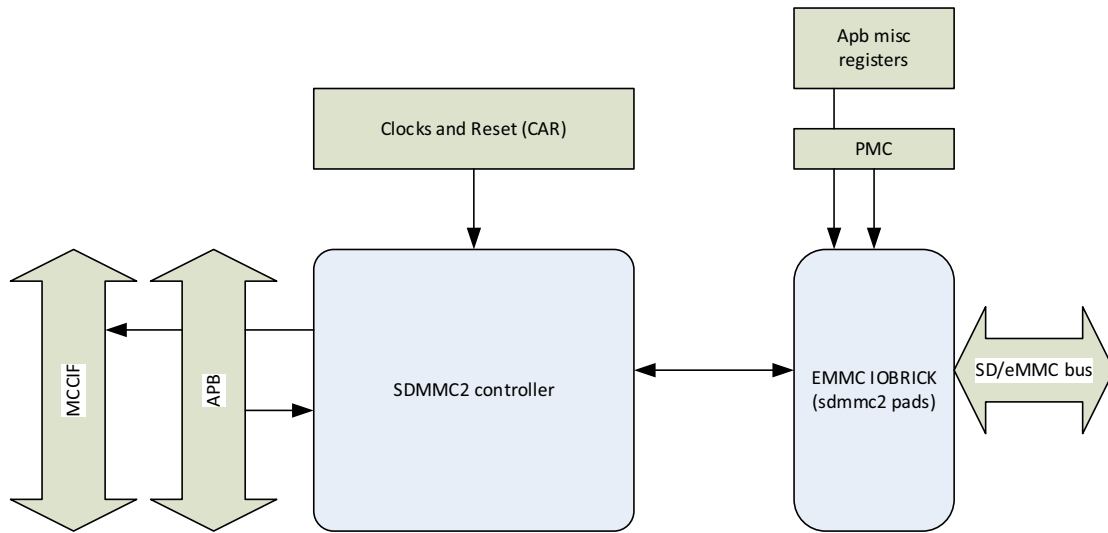 Apb misc
registers
Clocks and Reset (CAR)
PMC
MCCIF
APB
SDMMC2 controller
EMMC IOBRICK
(sdmmc2 pads)
SD/eMMC bus